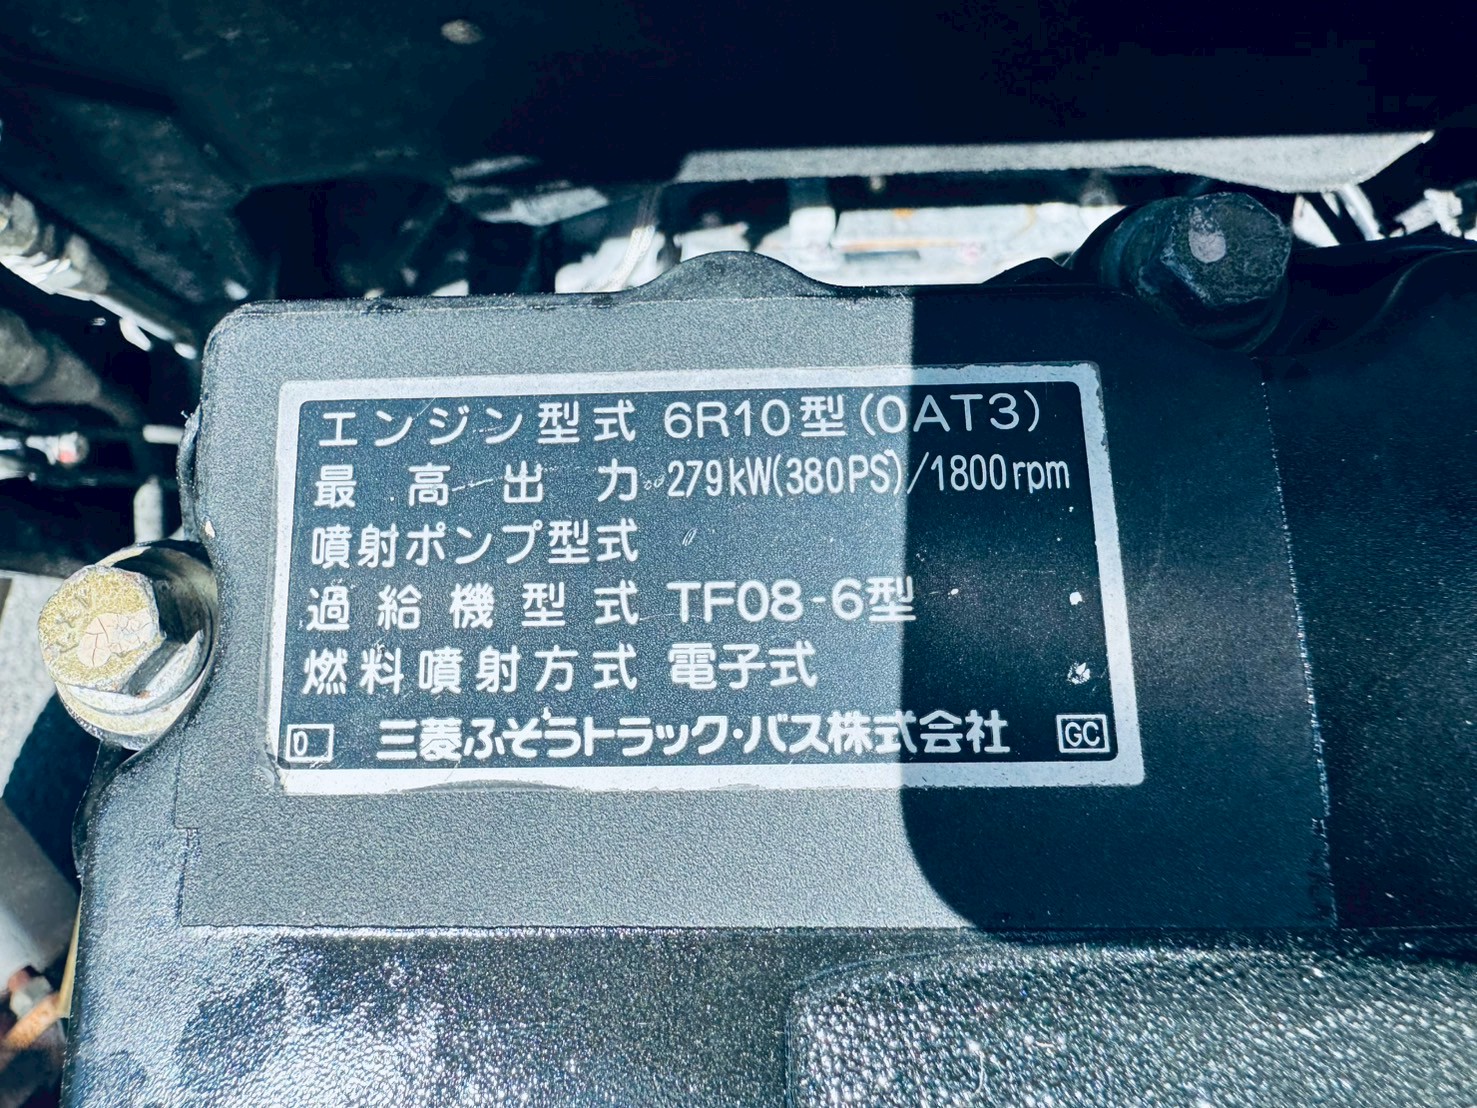 エンジン型式 6R10型(0AT3)
最高出力 279kW(380PS)/1800rpm
噴射ポンプ型式
過給機型式 TF08-6型
燃料噴射方式 電子式
0 三菱ふそうトラック・バス株式会社 GC